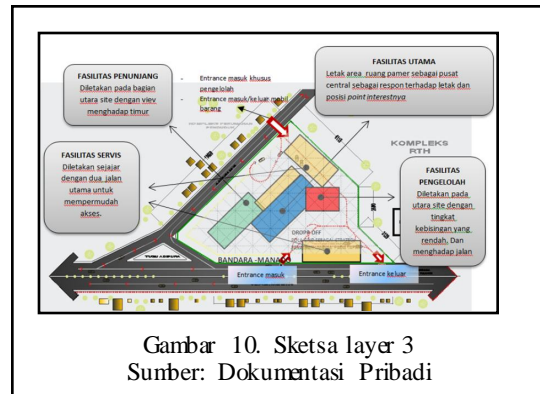 FASILITAS PENUNJANG
Diletakan pada bagian
utara site dengan viev
menghadap timur
- Entrance masuk khusus
pengelolah
- Entrance masuk/keluar mobil
barang
FASILITAS UTAMA
Letak area ruang pamer sebagai pusat
central sebagai respon terhadap letak dan
posisi point interestnya
FASILITAS SERVIS
Diletakan sejajar
dengan dua jalan
utama untuk
mempermudah
akses.
KOMPLEKS
RTH
FASILITAS
PENGELOLAH
Diletakan pada
utara site dengan
tingkat
kebisingan yang
rendah. Dan
menghadap jalan
DROPP OFF
BANDARA -MANA
Entrance masuk
Entrance keluar
Gambar 10. Sketsa layer 3
Sumber: Dokumentasi Pribadi